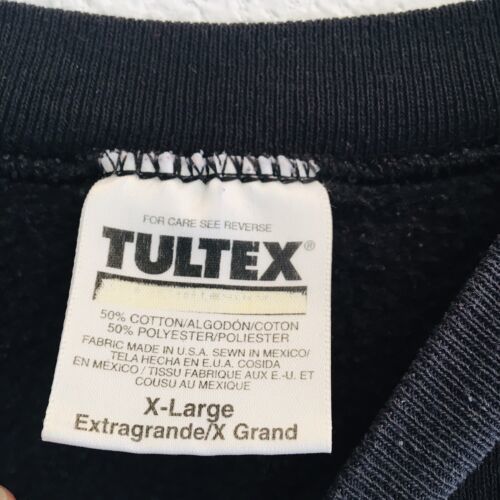 FOR CARE SEE REVERSE
TULTEX®
50% COTTON/ALGODÓN/COTON
50% POLYESTER/POLIESTER
FABRIC MADE IN U.S.A. SEWN IN MEXICO/
TELA HECHA EN E.U.A. COSIDA
EN MEXICO / TISSU FABRIQUE AUX E.-U. ET
COUSU AU MEXIQUE
X-Large
Extragrande/X Grand